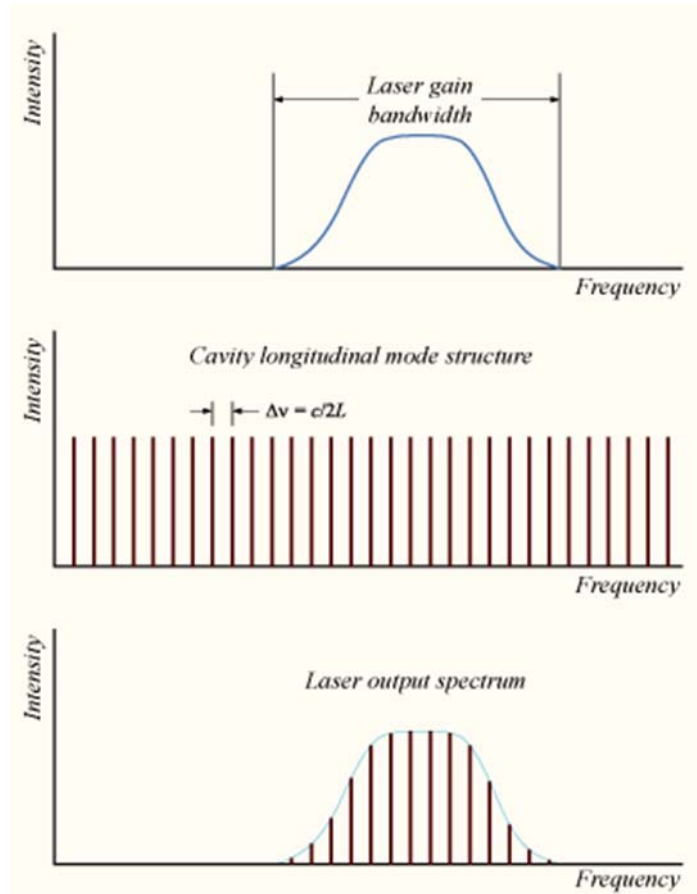 Intensity
Laser gain
bandwidth
Frequency
Intensity
Cavity longitudinal mode structure
Δν = c/2L
Frequency
Intensity
Laser output spectrum
Frequency